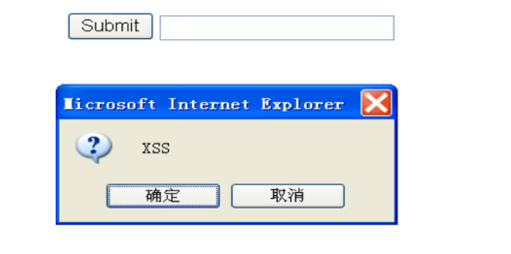 Submit
Microsoft Internet Explorer
XSS
确定 取消